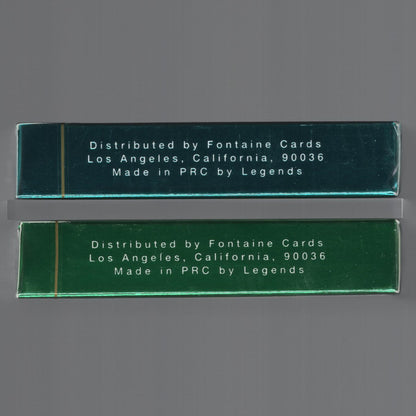 Distributed by Fontaine Cards
Los Angeles, California, 90036
Made in PRC by Legends
Distributed by Fontaine Cards
Los Angeles, California, 90036
Made in PRC by Legends